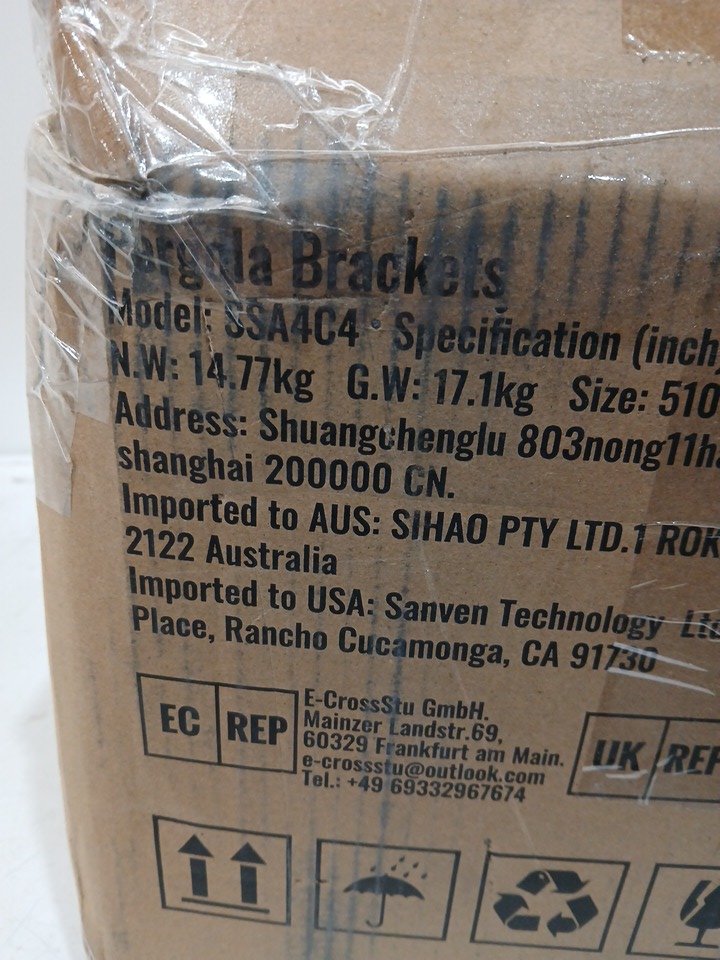 Pergola Brackets
Model: SSA4C4 · Specification (inch)
N.W: 14.77kg G.W: 17.1kg Size: 510
Address: Shuangchenglu 803nong11ha
shanghai 200000 CN.
Imported to AUS: SIHAO PTY LTD.1 ROK
2122 Australia
Imported to USA: Sanven Technology Ltd
Place, Rancho Cucamonga, CA 91730
EC REP
E-CrossStu GmbH.
Mainzer Landstr.69,
60329 Frankfurt am Main.
e-crossstu@outlook.com
Tel.: +49 69332967674
UK REP